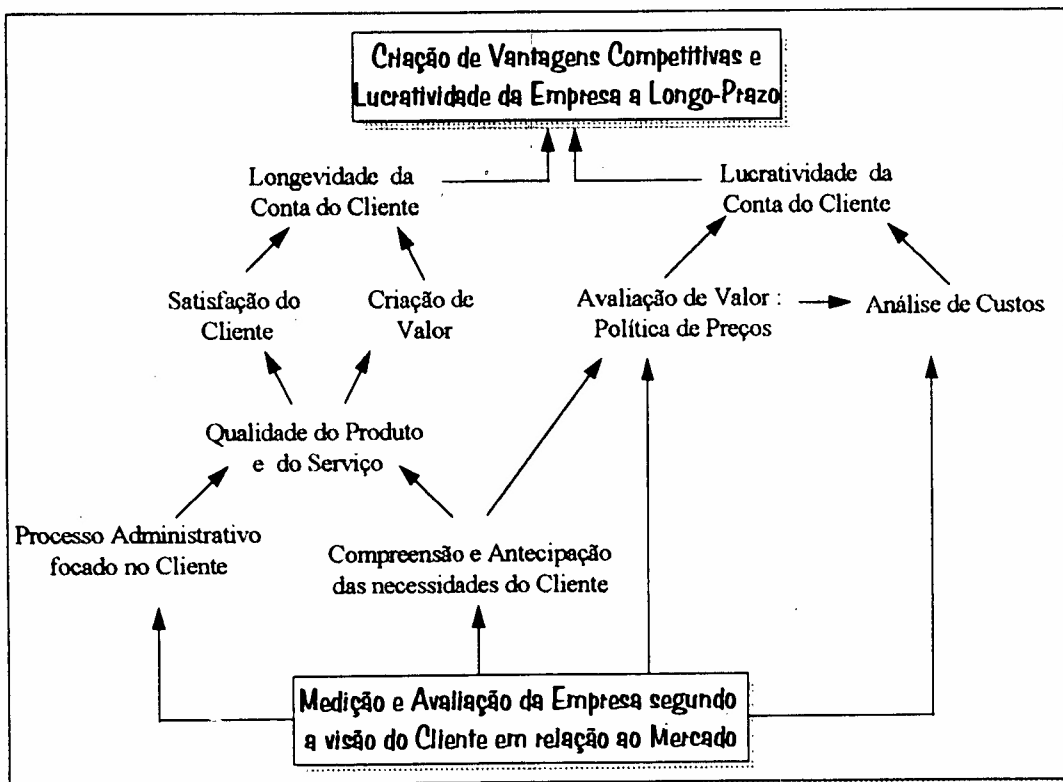 Criação de Vantagens Competitivas e
Lucratividade da Empresa a Longo-Prazo
Longevidade da
Conta do Cliente
Lucratividade da
Conta do Cliente
Satisfação do
Cliente
Criação de
Valor
Avaliação de Valor :
Política de Preços
Análise de Custos
Qualidade do Produto
e do Serviço
Processo Administrativo
focado no Cliente
Compreensão e Antecipação
das necessidades do Cliente
Medição e Avaliação da Empresa segundo
a visão do Cliente em relação ao Mercado